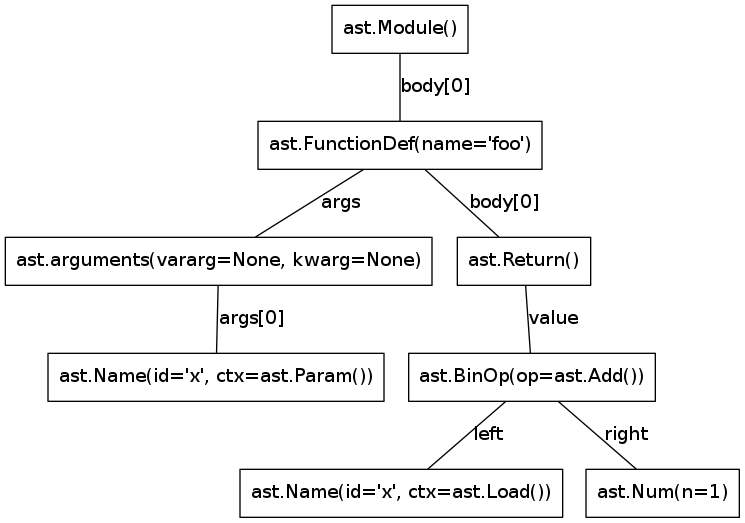 ast.Module()
body[0]
ast.FunctionDef(name='foo')
args
body[0]
ast.arguments(vararg=None, kwarg=None)
ast.Return()
args[0]
value
ast.Name(id='x', ctx=ast.Param())
ast.BinOp(op=ast.Add())
left
right
ast.Name(id='x', ctx=ast.Load())
ast.Num(n=1)